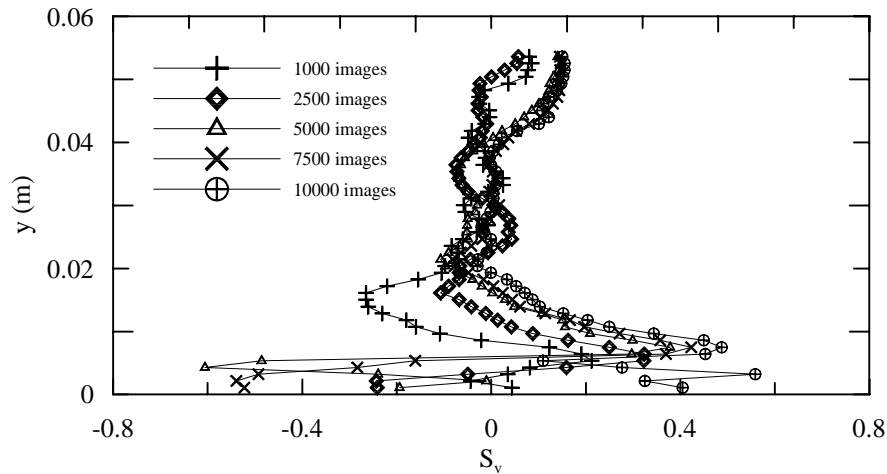 0.06
1000 images
2500 images
0.04
5000 images
7500 images
10000 images
y (m)
0.02
0
-0.8
-0.4
0
0.4
0.8
S_v